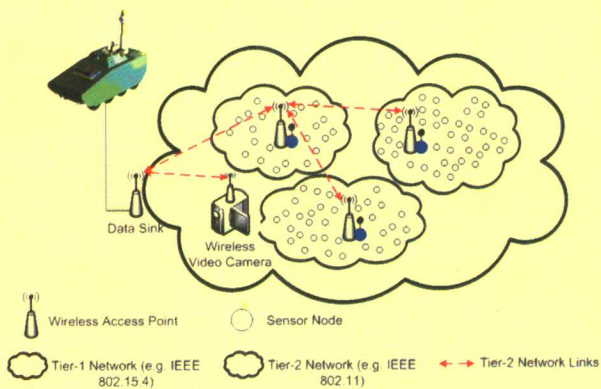 Data Sink
Wireless
Video Camera
Wireless Access Point
Sensor Node
Tier-1 Network (e.g. IEEE
802.15.4)
Tier-2 Network (e.g. IEEE
802.11)
Tier-2 Network Links